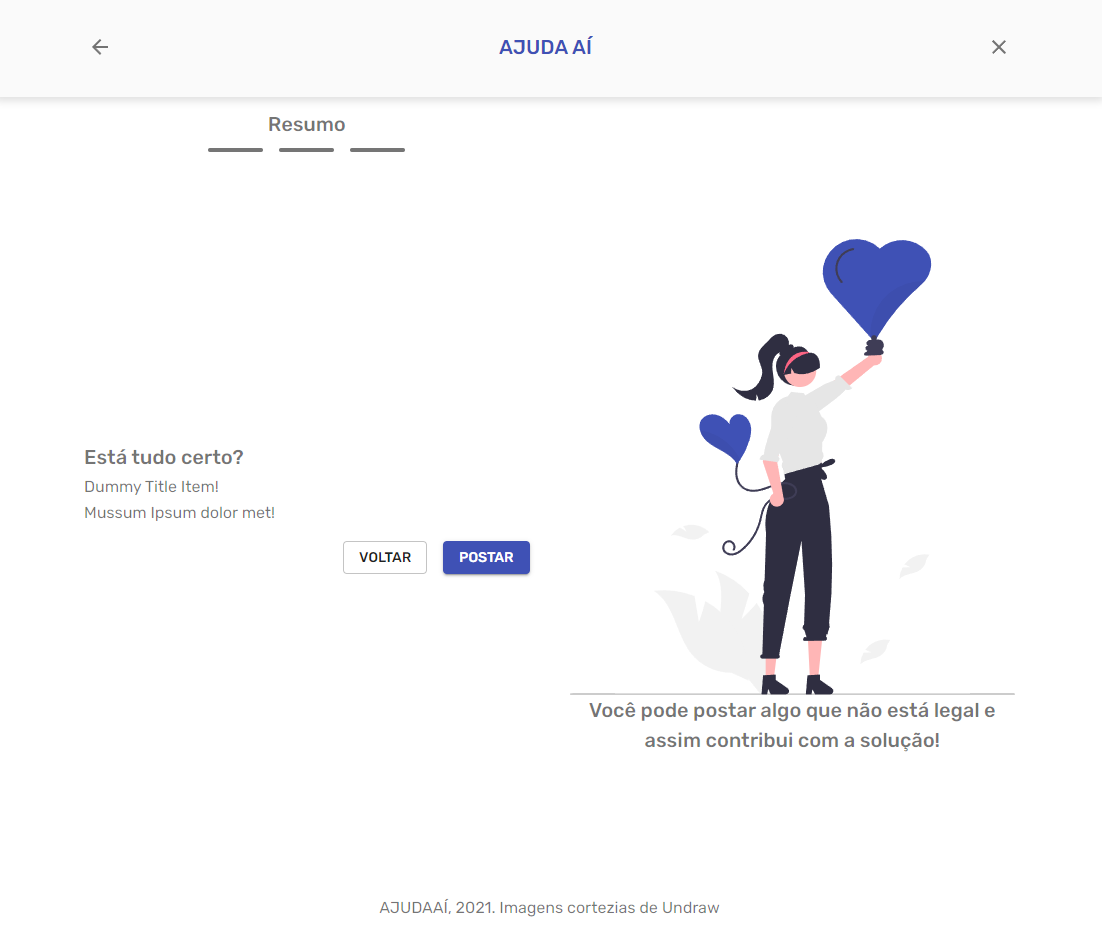 AJUDA AÍ
Resumo
Está tudo certo?
Dummy Title Item!
Mussum Ipsum dolor met!
VOLTAR
POSTAR
Você pode postar algo que não está legal e
assim contribui com a solução!
AJUDAAÍ, 2021. Imagens cortezias de Undraw